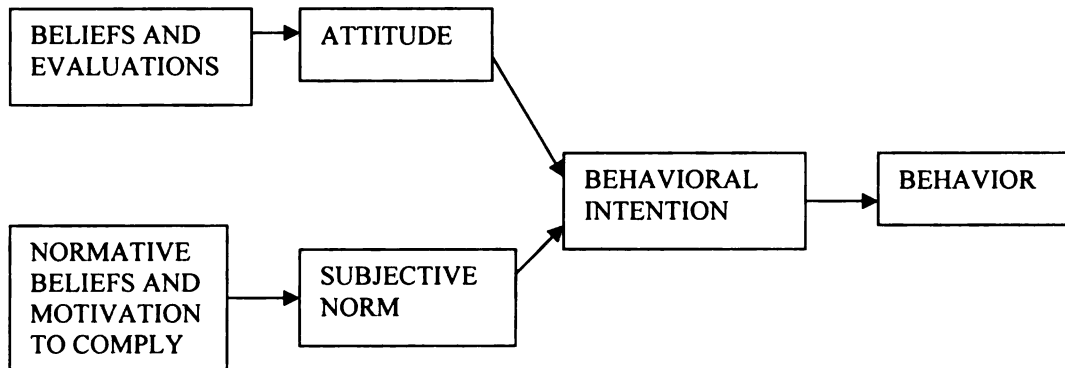 BELIEFS AND
EVALUATIONS
ATTITUDE
BEHAVIORAL
INTENTION
BEHAVIOR
NORMATIVE
BELIEFS AND
MOTIVATION
TO COMPLY
SUBJECTIVE
NORM